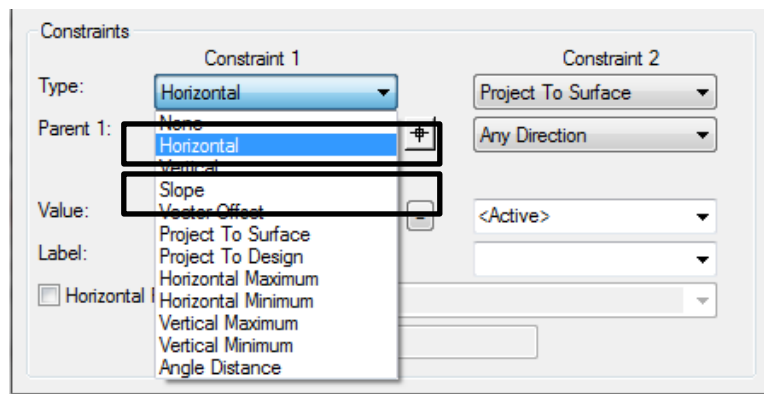 Constraints
Constraint 1 Constraint 2
Type: Horizontal Project To Surface
Parent 1: None Any Direction
Horizontal
Vertical
Slope
Value: Vector Offset = <Active>
Project To Surface
Label: Project To Design
Horizontal Maximum
Horizontal Horizontal Minimum
Vertical Maximum
Vertical Minimum
Angle Distance